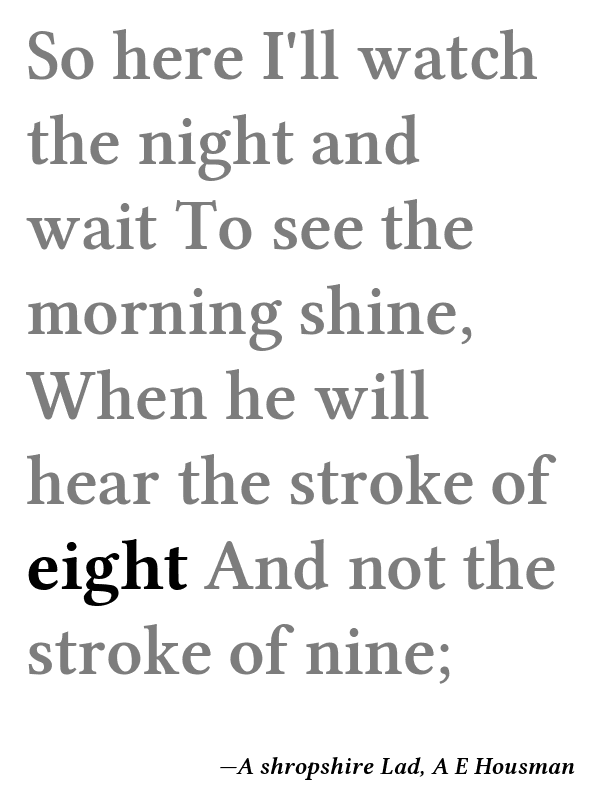 So here I'll watch
the night and
wait To see the
morning shine,
When he will
hear the stroke of
eight And not the
stroke of nine;
—A shropshire Lad, A E Housman